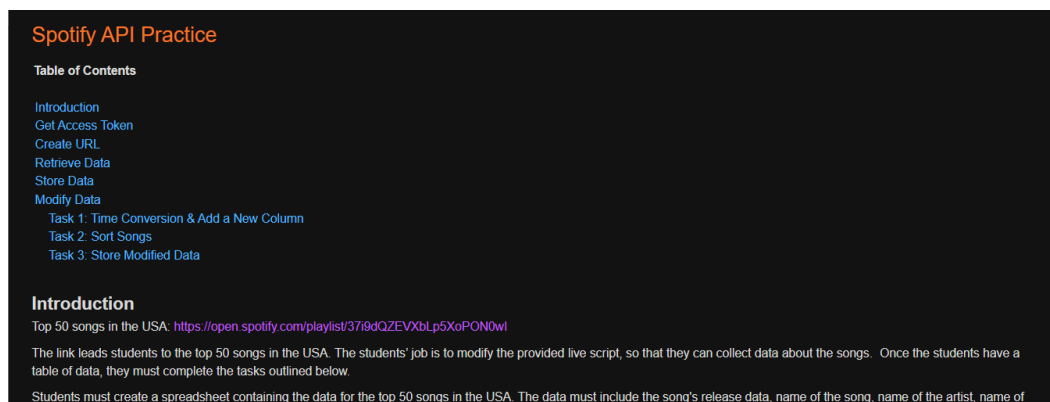 Spotify API Practice
Table of Contents
Introduction
Get Access Token
Create URL
Retrieve Data
Store Data
Modify Data
Task 1: Time Conversion & Add a New Column
Task 2: Sort Songs
Task 3: Store Modified Data
Introduction
Top 50 songs in the USA: https://open.spotify.com/playlist/37i9dQZEVXbLp5XoPON0wI
The link leads students to the top 50 songs in the USA. The students' job is to modify the provided live script, so that they can collect data about the songs.  Once the students have a
table of data, they must complete the tasks outlined below.
Students must create a spreadsheet containing the data for the top 50 songs in the USA. The data must include the song's release data, name of the song, name of the artist, name of